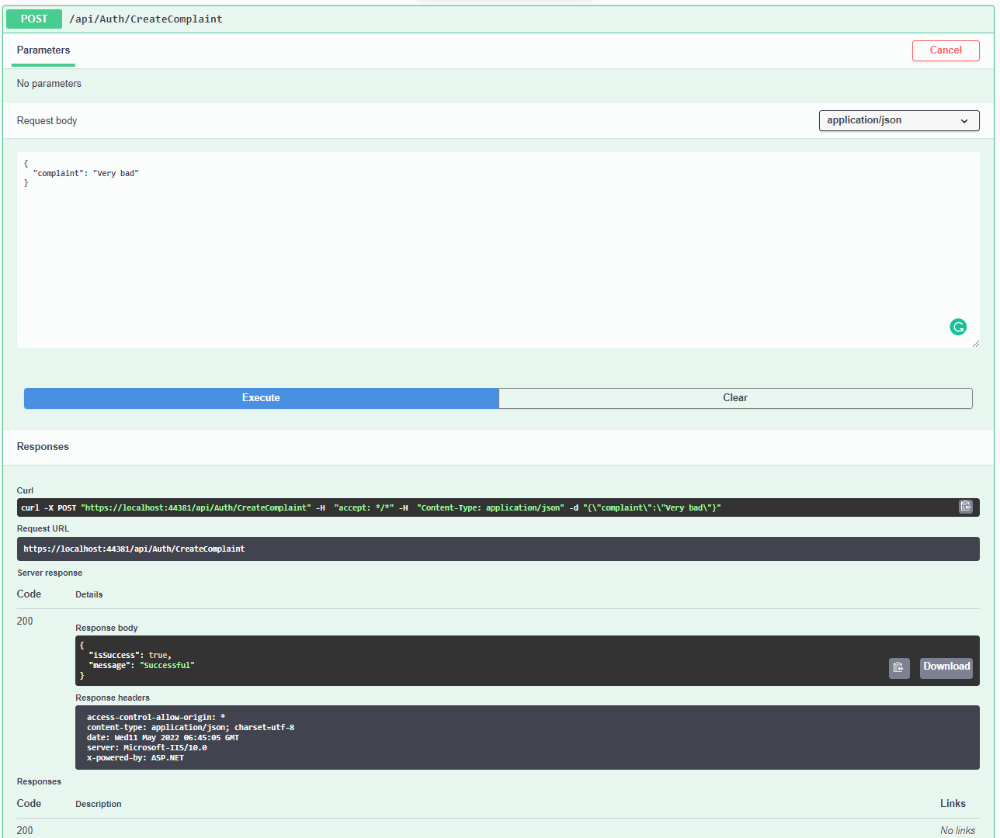 POST /api/Auth/CreateComplaint
Parameters
Cancel
No parameters
Request body
application/json
{
"complaint": "Very bad"
}
Execute
Clear
Responses
Curl
curl -X POST "https://localhost:44381/api/Auth/CreateComplaint" -H  "accept: */*" -H  "Content-Type: application/json" -d "{\"complaint\":\"Very bad\"}"
Request URL
https://localhost:44381/api/Auth/CreateComplaint
Server response
Code Details
200
Response body
{
"isSuccess": true,
"message": "Successful"
}
Download
Response headers
access-control-allow-origin: *
content-type: application/json; charset=utf-8
date: Wed11 May 2022 06:45:05 GMT
server: Microsoft-IIS/10.0
x-powered-by: ASP.NET
Responses
Code Description Links
200 No links